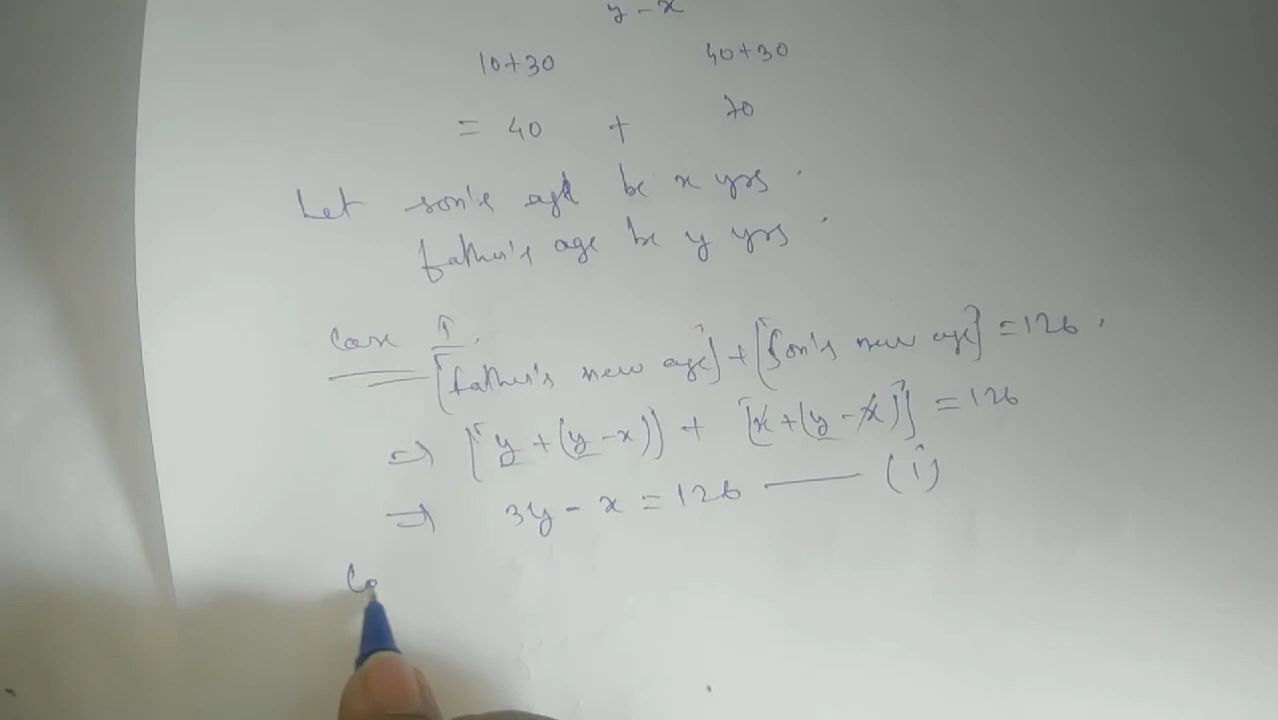 y - x
10+30 40+30
= 40 + 70
Let son's age be x yrs.
father's age be y yrs.
Case I.
[father's new age] + [Son's new age] = 126.
⇒ [y + (y - x)] + [x + (y - x)] = 126
⇒ 3y - x = 126 —— (i)
Ca